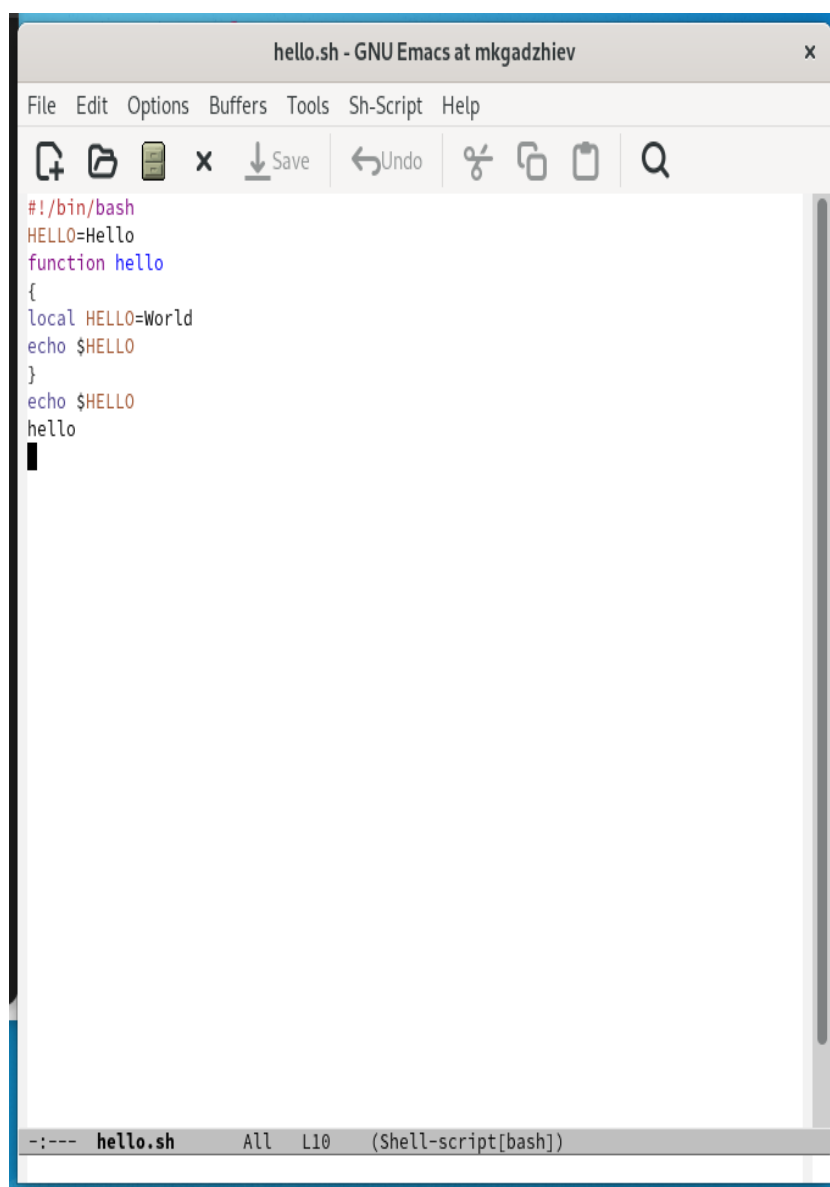 hello.sh - GNU Emacs at mkgadzhiev x
File Edit Options Buffers Tools Sh-Script Help
Save Undo
#!/bin/bash
HELLO=Hello
function hello
{
local HELLO=World
echo $HELLO
}
echo $HELLO
hello
-:--- hello.sh All L10 (Shell-script[bash])